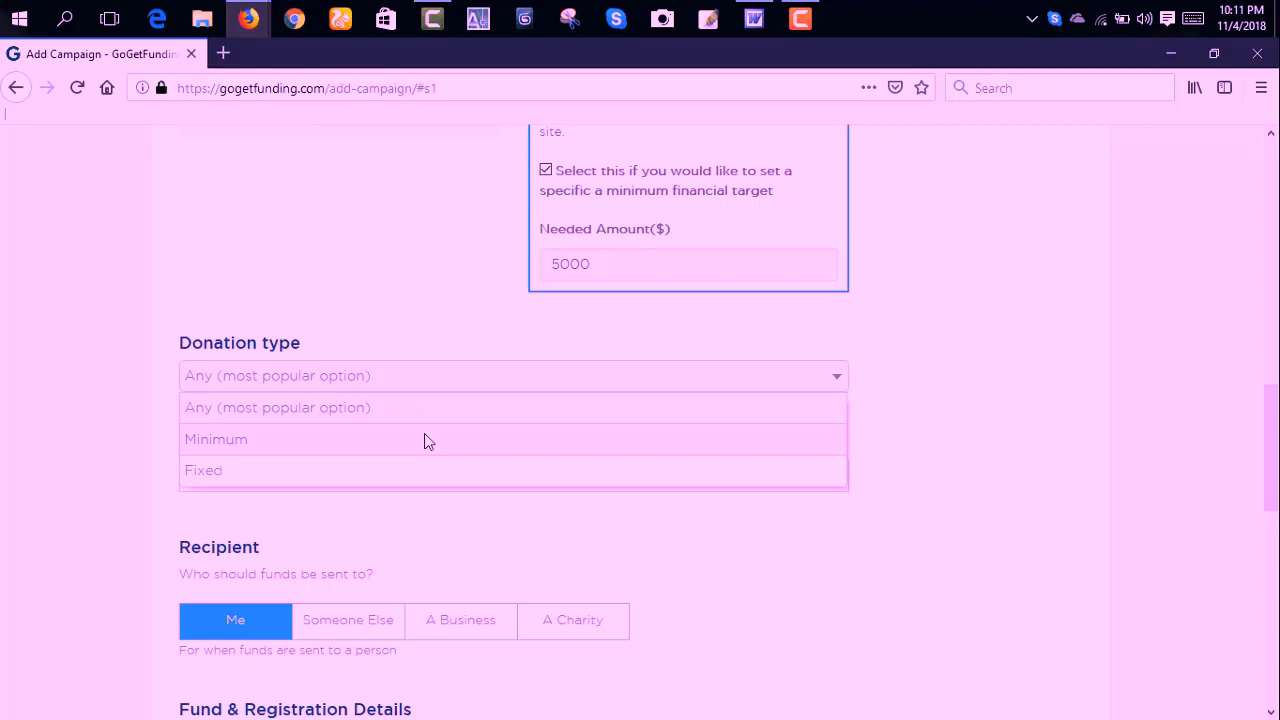 10:11 PM
11/4/2018
Add Campaign - GoGetFunding
https://gogetfunding.com/add-campaign/#s1
Search
site.
Select this if you would like to set a
specific a minimum financial target
Needed Amount($)
5000
Donation type
Any (most popular option)
Any (most popular option)
Minimum
Fixed
Recipient
Who should funds be sent to?
Me
Someone Else
A Business
A Charity
For when funds are sent to a person
Fund & Registration Details